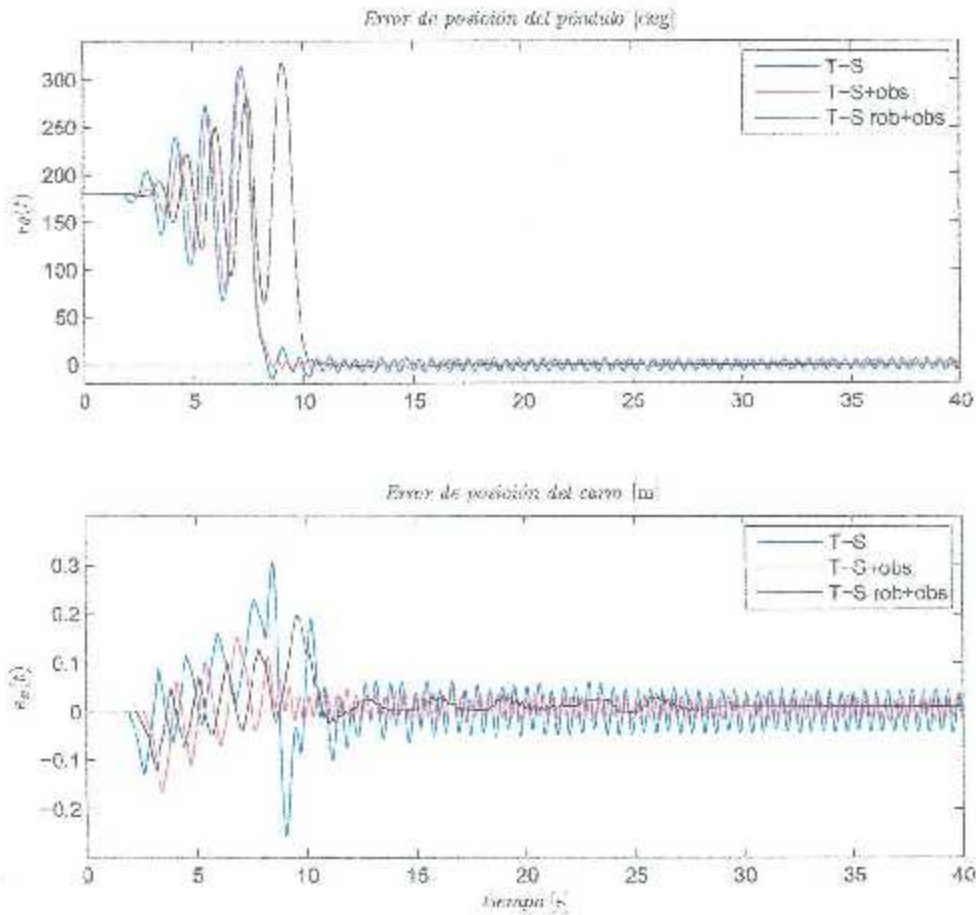 Error de posición del péndulo [deg]
T-S
T-S+obs
T-S rob+obs
300
250
200
150
100
50
0
0 5 10 15 20 25 30 35 40
Error de posición del carro [m]
T-S
T-S+obs
T-S rob+obs
0.3
0.2
0.1
0
-0.1
-0.2
0 5 10 15 20 25 30 35 40
tiempo [s]